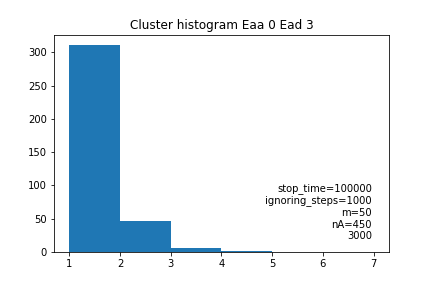 Cluster histogram Eaa 0 Ead 3
300
250
200
150
100
50
0
stop_time=100000
ignoring_steps=1000
m=50
nA=450
3000
1 2 3 4 5 6 7